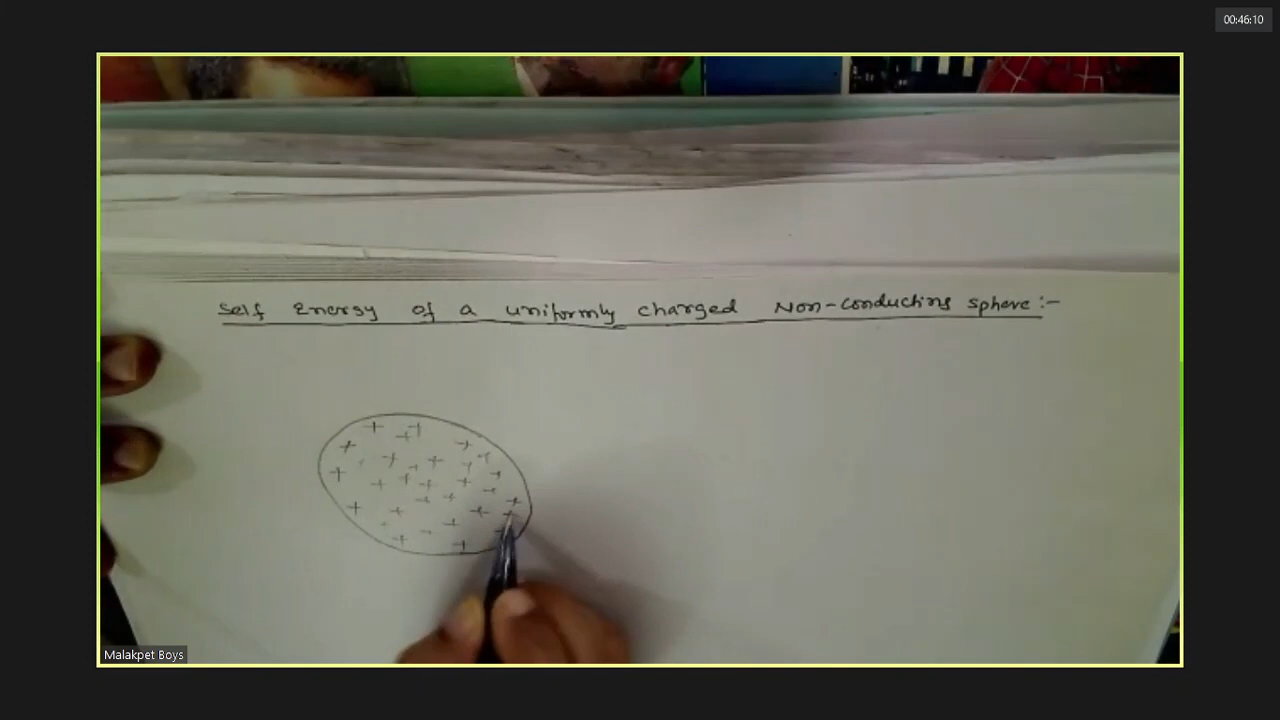 00:46:10
Self Energy of a uniformly charged Non-conducting sphere:-
Malakpet Boys